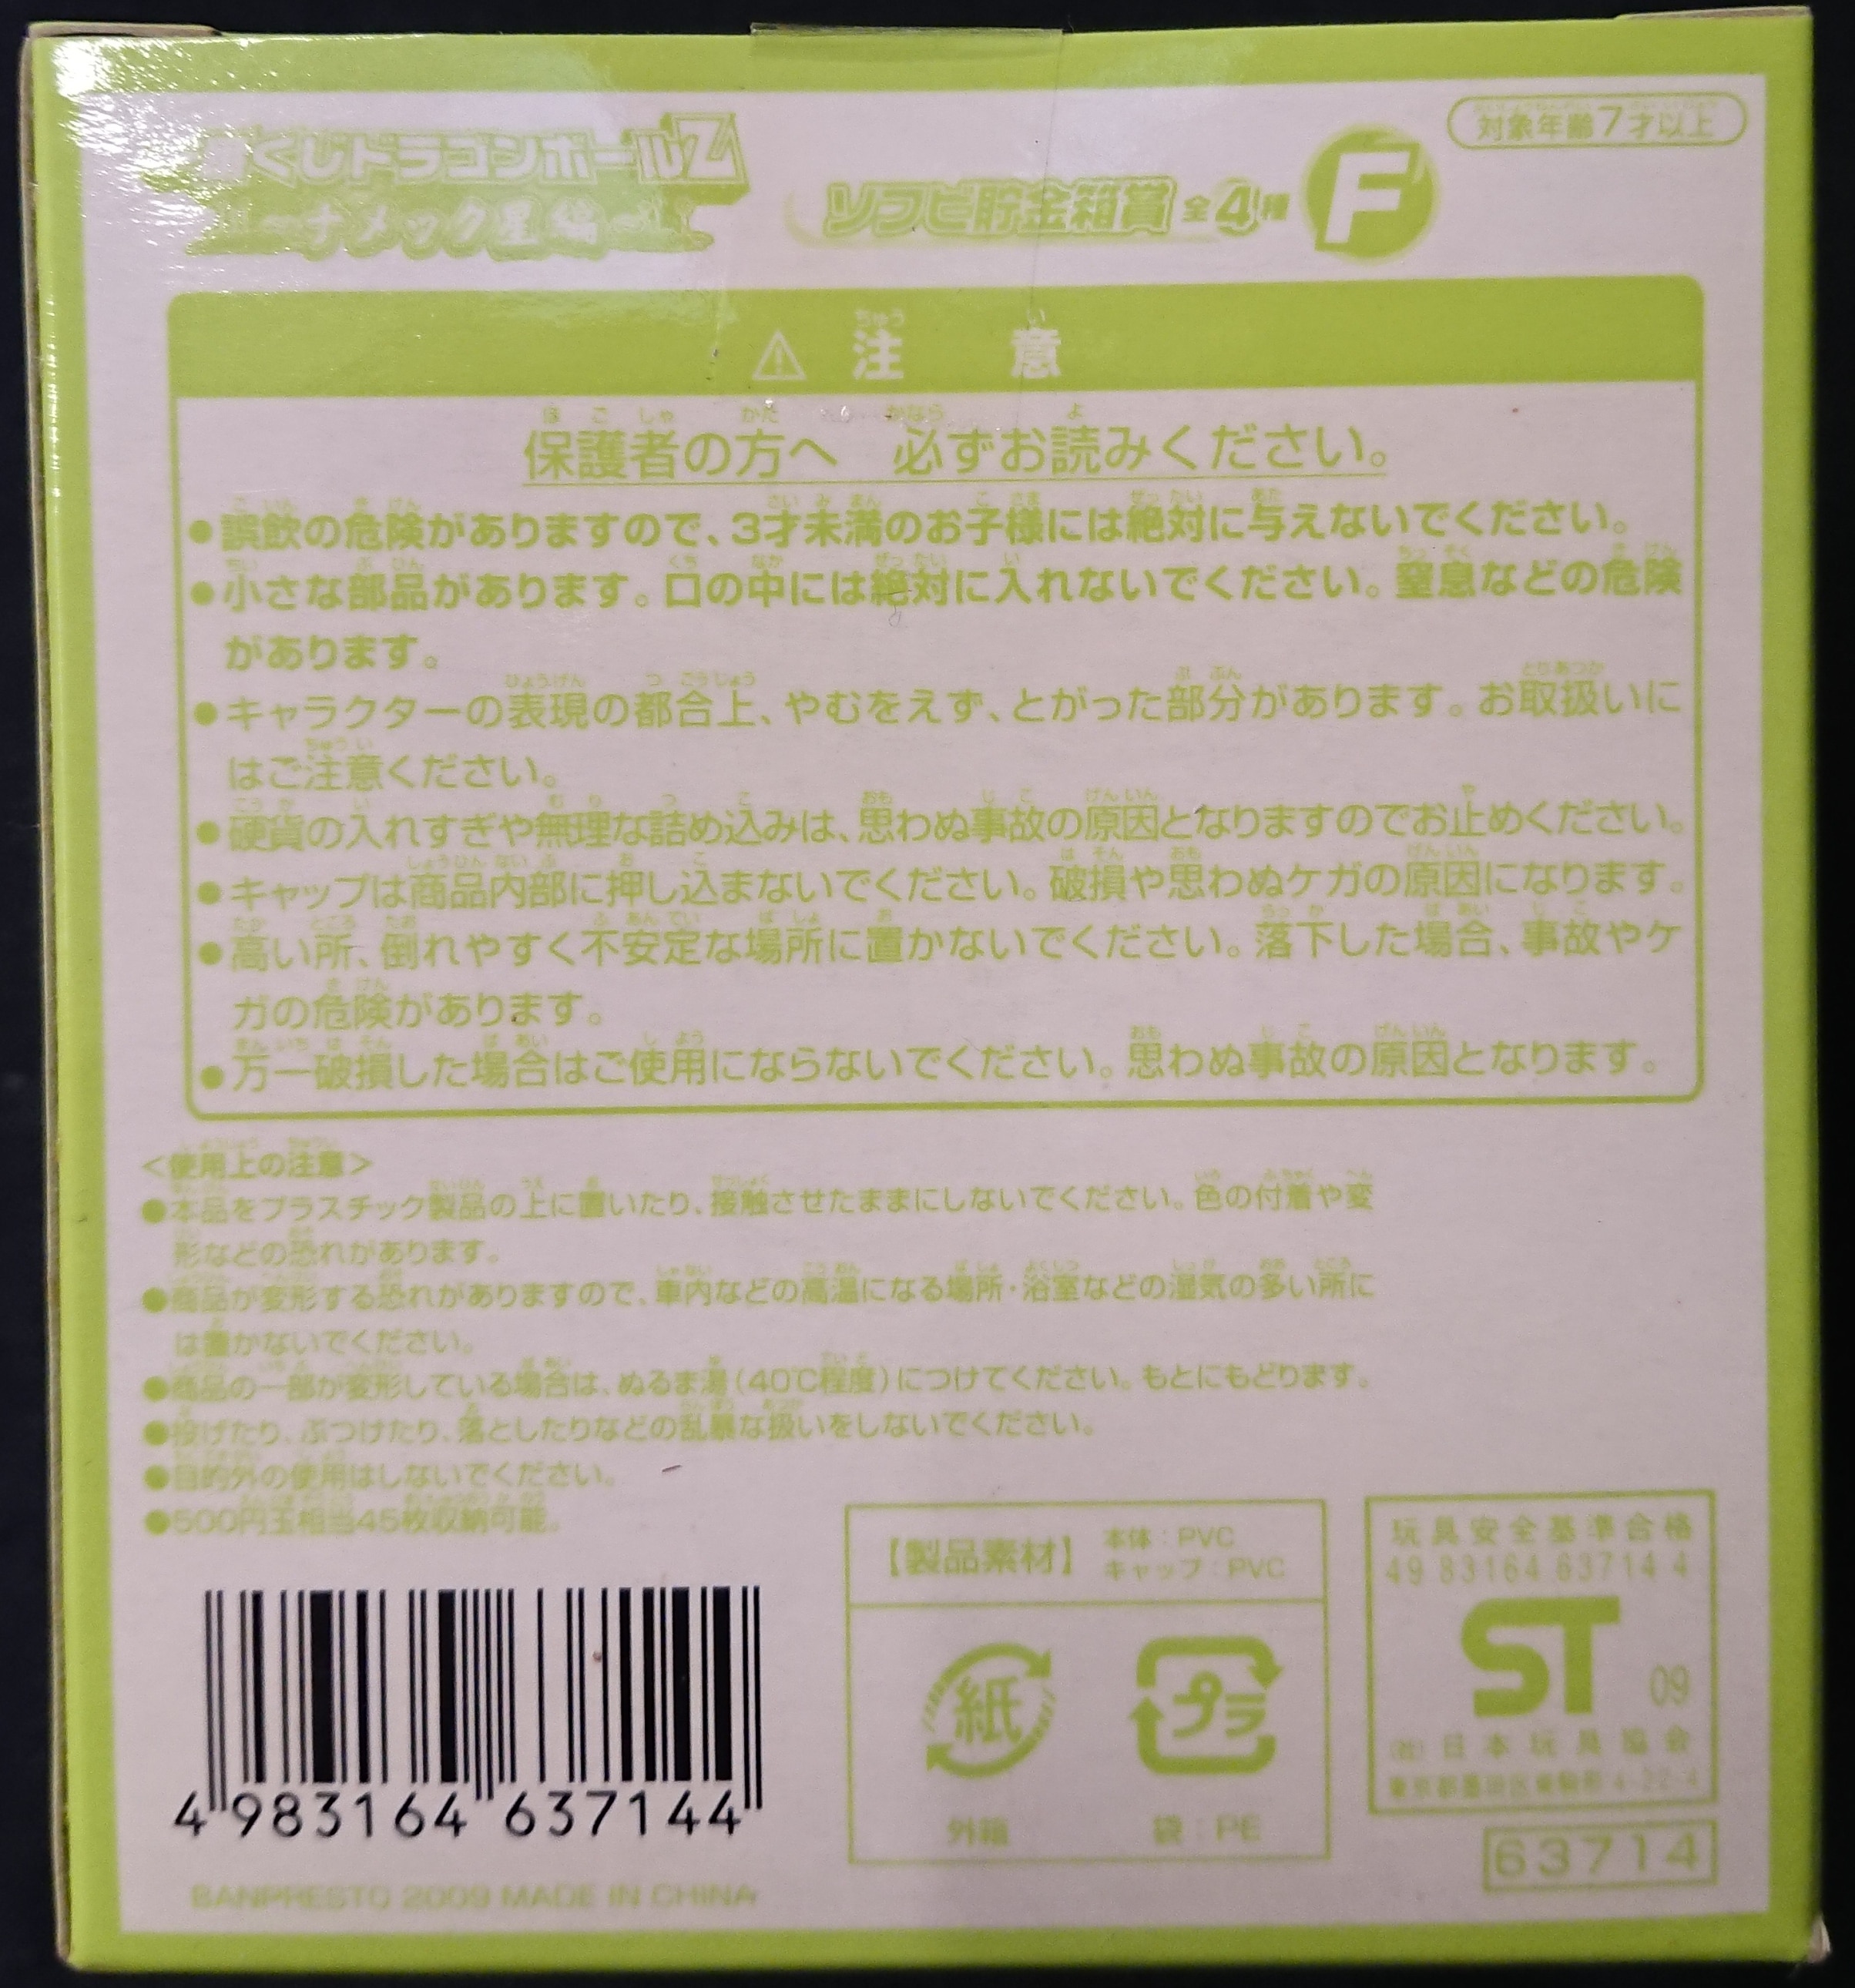 対象年齢7才以上
くじドラゴンボールZ
~ナメック星編~
ソフビ貯金箱賞 全4種 F
注意
保護者の方へ 必ずお読みください。
●誤飲の危険がありますので、3才未満のお子様には絶対に与えないでください。
●小さな部品があります。口の中には絶対に入れないでください。窒息などの危険
があります。
●キャラクターの表現の都合上、やむをえず、とがった部分があります。お取扱いに
はご注意ください。
●硬貨の入れすぎや無理な詰め込みは、思わぬ事故の原因となりますのでお止めください。
●キャップは商品内部に押し込まないでください。破損や思わぬケガの原因になります。
●高い所、倒れやすく不安定な場所に置かないでください。落下した場合、事故やケ
ガの危険があります。
●万一破損した場合はご使用にならないでください。思わぬ事故の原因となります。
<使用上の注意>
●本品をプラスチック製品の上に置いたり、接触させたままにしないでください。色の付着や変
形などの恐れがあります。
●商品が変形する恐れがありますので、車内などの高温になる場所・浴室などの湿気の多い所に
は置かないでください。
●商品の一部が変形している場合は、ぬるま湯(40℃程度)につけてください。もとにもどります。
●投げたり、ぶつけたり、落としたりなどの乱暴な扱いをしないでください。
●目的外の使用はしないでください。
●500円玉相当45枚収納可能。
【製品素材】 本体:PVC
キャップ:PVC
紙 プラ
外箱 袋:PE
玩具安全基準合格
49 83164 63714 4
ST 09
(社)日本玩具協会
東京都墨田区東駒形4-22-4
63714
4 983164 637144
BANPRESTO 2009 MADE IN CHINA